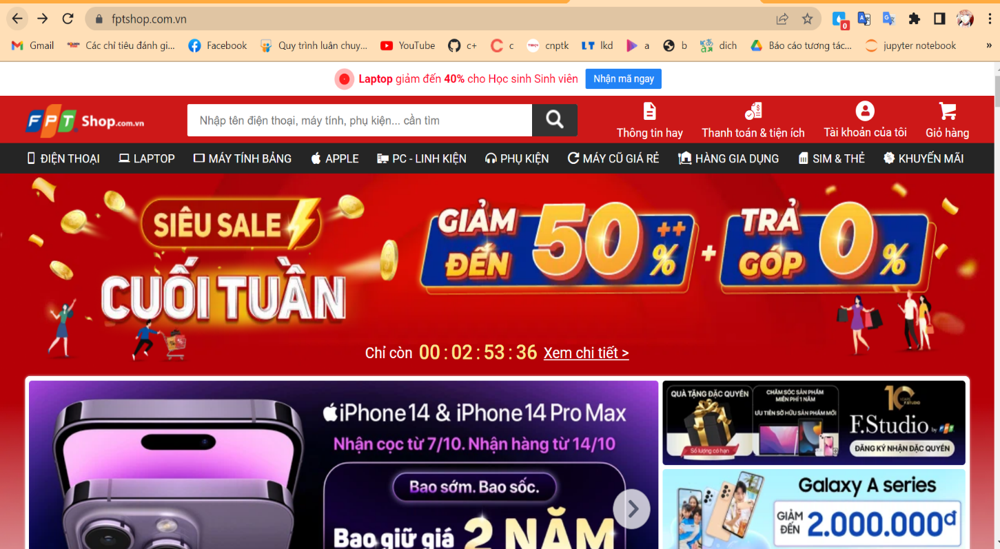 fptshop.com.vn
0
Gmail Các chỉ tiêu đánh gi... Facebook Quy trình luân chuy... YouTube c+ c cnptk lkd a b dich Báo cáo tương tác... jupyter notebook »
Laptop giảm đến 40% cho Học sinh Sinh viên Nhận mã ngay
FPT Shop.com.vn
Nhập tên điện thoại, máy tính, phụ kiện... cần tìm
Thông tin hay Thanh toán & tiện ích Tài khoản của tôi Giỏ hàng
ĐIỆN THOẠI LAPTOP MÁY TÍNH BẢNG APPLE PC - LINH KIỆN PHỤ KIỆN MÁY CŨ GIÁ RẺ HÀNG GIA DỤNG SIM & THẺ KHUYẾN MÃI
SIÊU SALE
CUỐI TUẦN
GIẢM ĐẾN 50++%
+
TRẢ GÓP 0%
Chỉ còn 00 : 02 : 53 : 36 Xem chi tiết >
iPhone 14 & iPhone 14 Pro Max
Nhận cọc từ 7/10. Nhận hàng từ 14/10
Bao sớm. Bao sốc.
Bao giữ giá 2 NĂM
QUÀ TẶNG ĐẶC QUYỀN
Số lượng có hạn
CHĂM SÓC SẢN PHẨM
MIỄN PHÍ 1 NĂM
ƯU TIÊN SỞ HỮU SẢN PHẨM MỚI
10
YEARS
F.STUDIO
F.Studio by FPT
ĐĂNG KÝ NHẬN ĐẶC QUYỀN
Galaxy A series
GIẢM ĐẾN 2.000.000đ